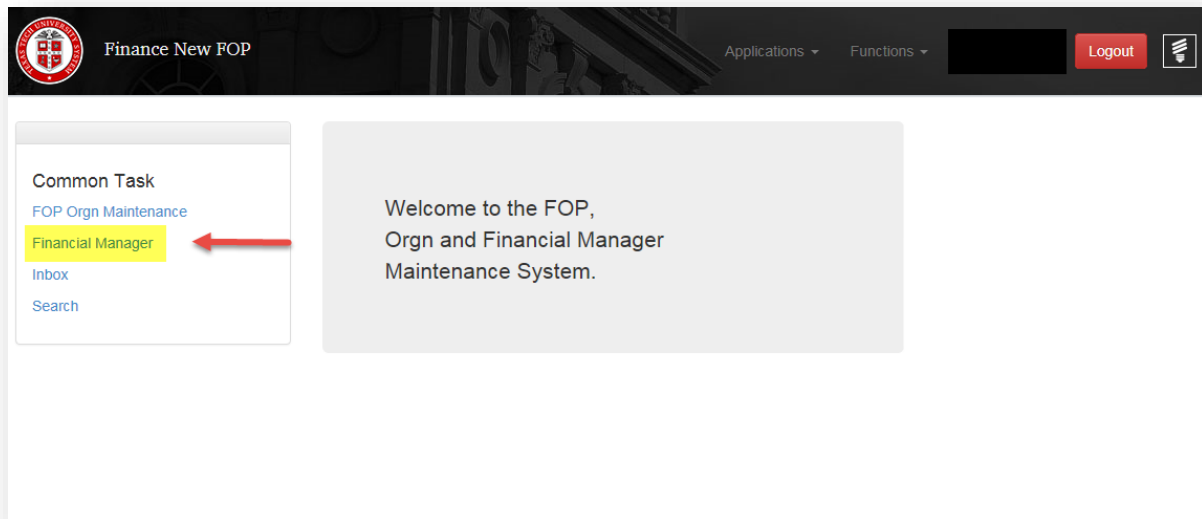 Finance New FOP
Applications
Functions
Logout
Common Task
FOP Orgn Maintenance
Financial Manager
Inbox
Search
Welcome to the FOP,
Orgn and Financial Manager
Maintenance System.